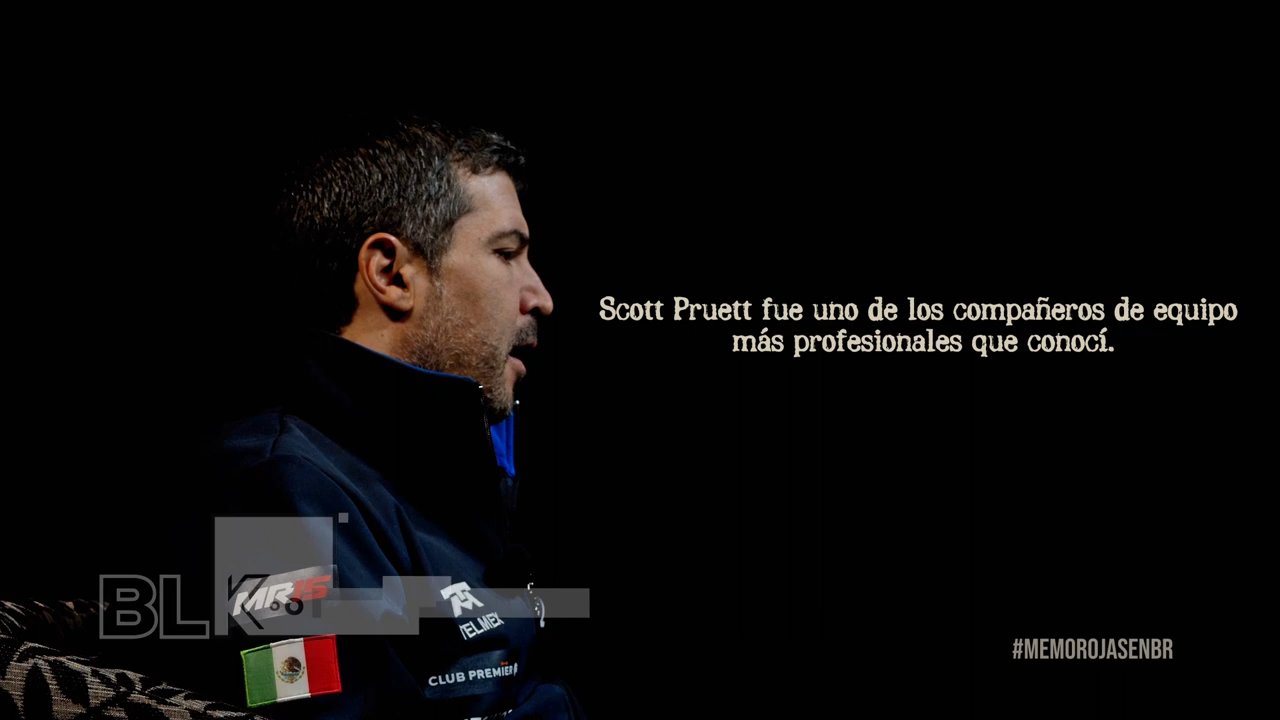 Scott Pruett fue uno de los compañeros de equipo
más profesionales que conocí.
BLK
MR15
TELMEX
CLUB PREMIER
#MEMOROJASENBR